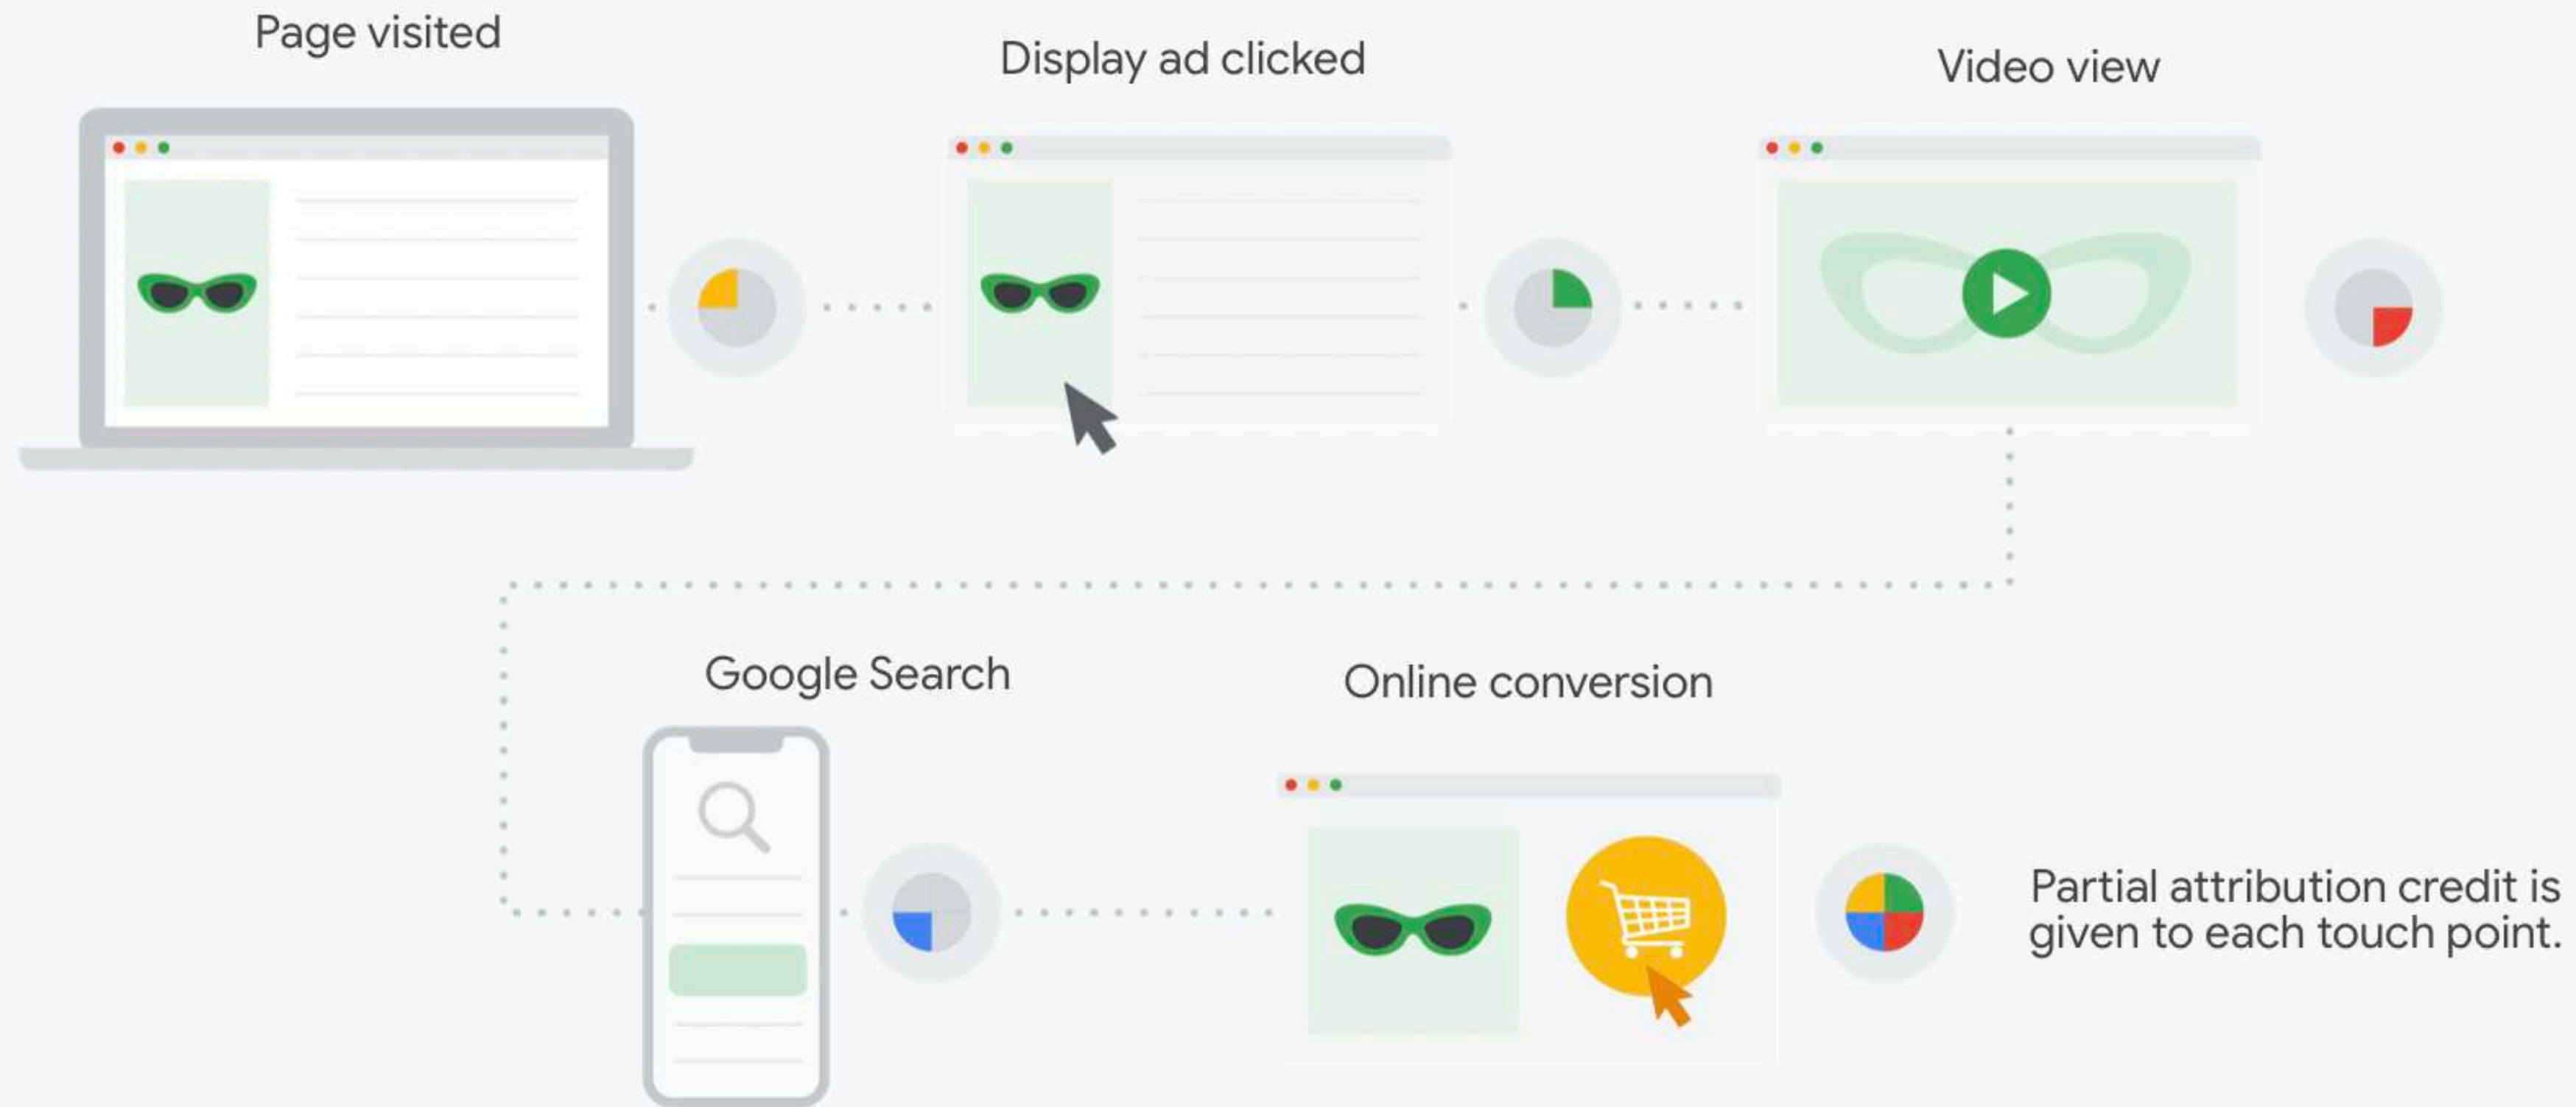 Page visited
Display ad clicked
Video view
Google Search
Online conversion
Partial attribution credit is
given to each touch point.